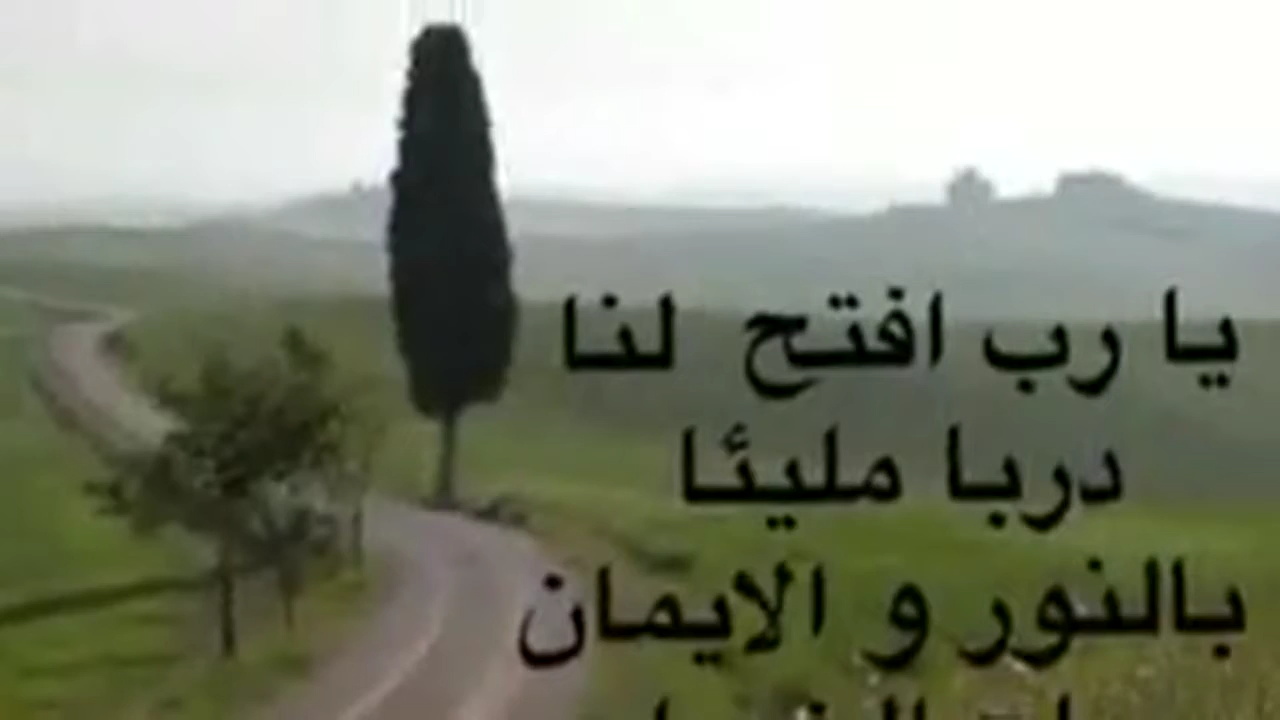 يا رب افتح لنا
دربا مليئا
بالنور و الايمان